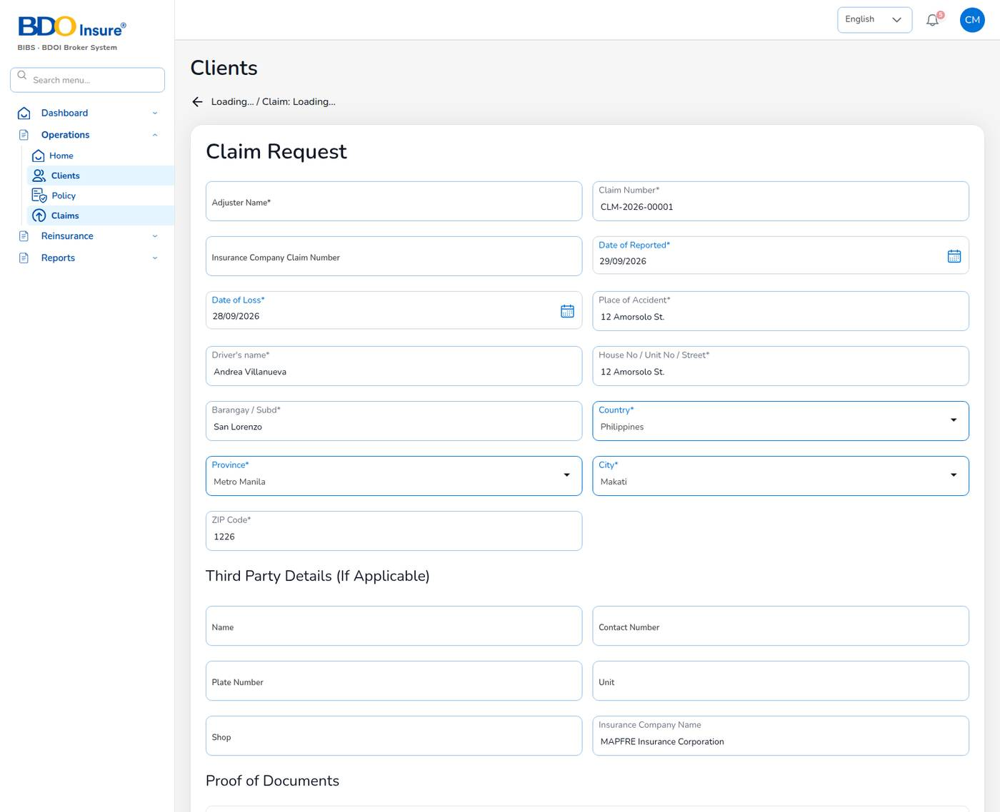 BDO Insure®
BIBS - BDOI Broker System
English
5
CM
Search menu...
Dashboard
Operations
Home
Clients
Policy
Claims
Reinsurance
Reports
Clients
Loading... / Claim: Loading...
Claim Request
Adjuster Name*
Claim Number*
CLM-2026-00001
Insurance Company Claim Number
Date of Reported*
29/09/2026
Date of Loss*
28/09/2026
Place of Accident*
12 Amorsolo St.
Driver's name*
Andrea Villanueva
House No / Unit No / Street*
12 Amorsolo St.
Barangay / Subd*
San Lorenzo
Country*
Philippines
Province*
Metro Manila
City*
Makati
ZIP Code*
1226
Third Party Details (If Applicable)
Name
Contact Number
Plate Number
Unit
Shop
Insurance Company Name
MAPFRE Insurance Corporation
Proof of Documents